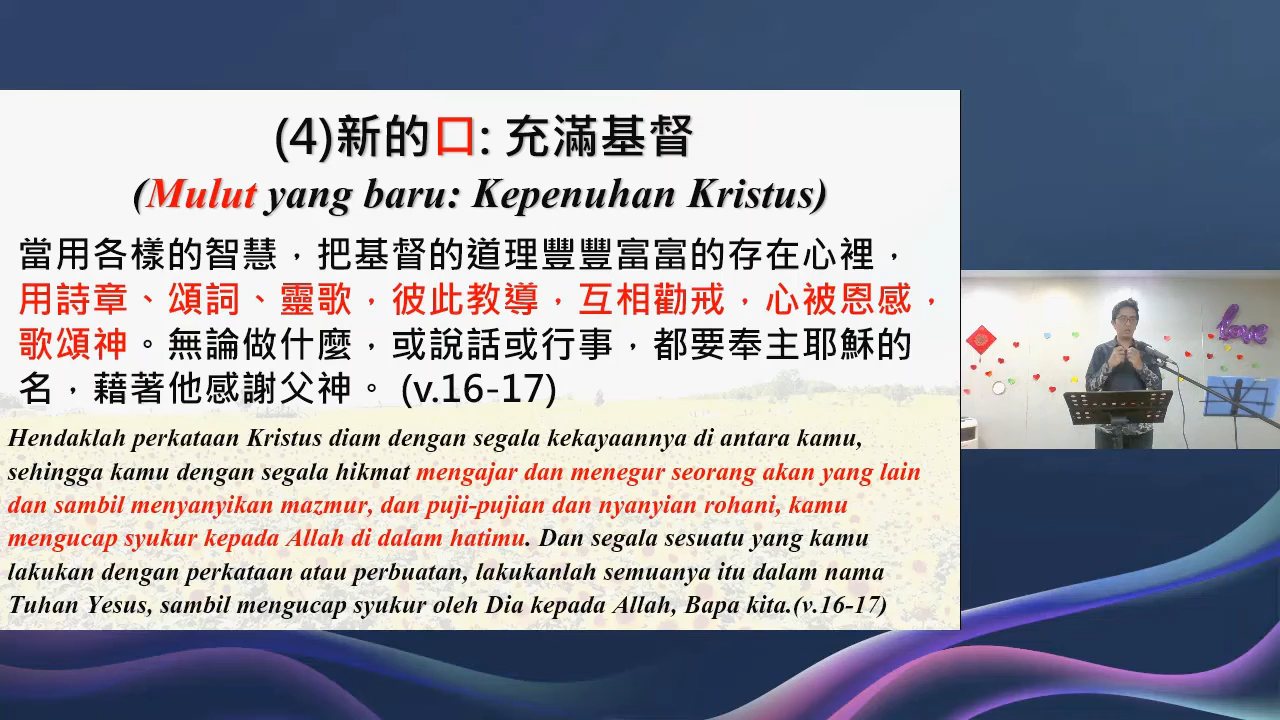 (4)新的口: 充滿基督
(Mulut yang baru: Kepenuhan Kristus)
當用各樣的智慧，把基督的道理豐豐富富的存在心裡，
用詩章、頌詞、靈歌，彼此教導，互相勸戒，心被恩感，
歌頌神。無論做什麼，或說話或行事，都要奉主耶穌的
名，藉著他感謝父神。 (v.16-17)
Hendaklah perkataan Kristus diam dengan segala kekayaannya di antara kamu,
sehingga kamu dengan segala hikmat mengajar dan menegur seorang akan yang lain
dan sambil menyanyikan mazmur, dan puji-pujian dan nyanyian rohani, kamu
mengucap syukur kepada Allah di dalam hatimu. Dan segala sesuatu yang kamu
lakukan dengan perkataan atau perbuatan, lakukanlah semuanya itu dalam nama
Tuhan Yesus, sambil mengucap syukur oleh Dia kepada Allah, Bapa kita.(v.16-17)
love